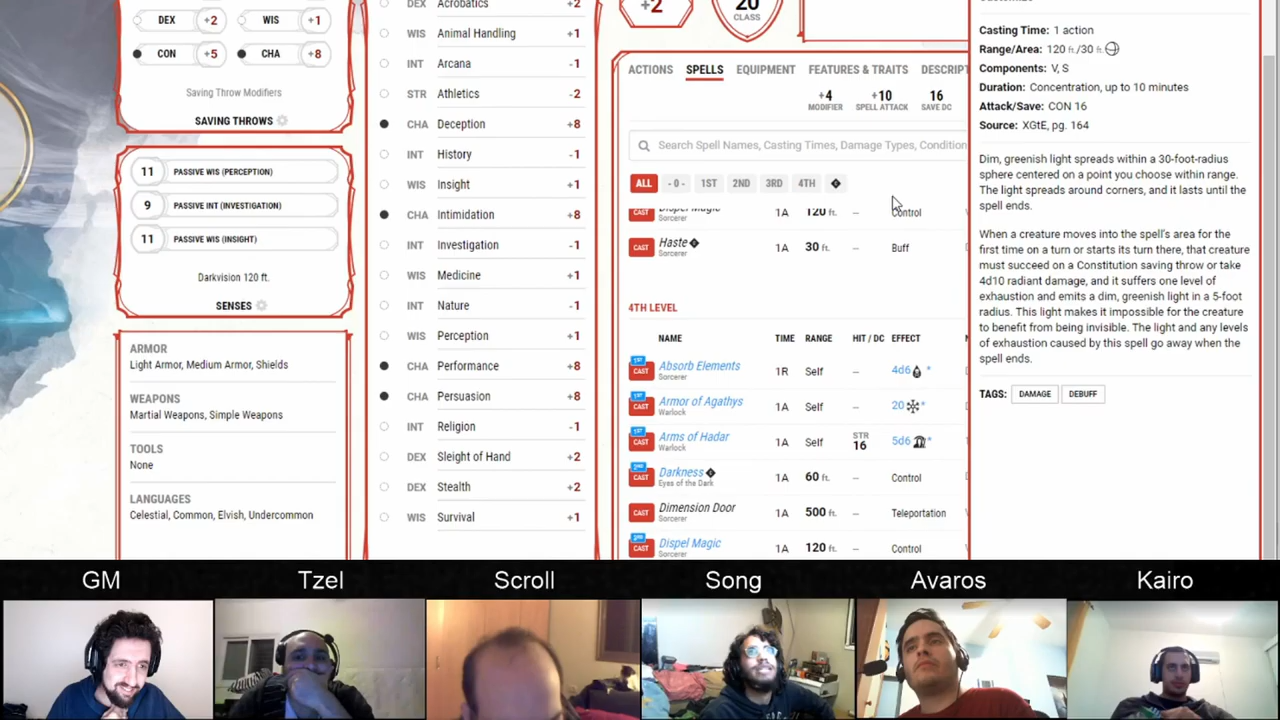 DEX +2 WIS +1
CON +5 CHA +8
Saving Throw Modifiers
SAVING THROWS
11 PASSIVE WIS (PERCEPTION)
9 PASSIVE INT (INVESTIGATION)
11 PASSIVE WIS (INSIGHT)
Darkvision 120 ft.
SENSES
ARMOR
Light Armor, Medium Armor, Shields
WEAPONS
Martial Weapons, Simple Weapons
TOOLS
None
LANGUAGES
Celestial, Common, Elvish, Undercommon
DEX Acrobatics +2
WIS Animal Handling +1
INT Arcana -1
STR Athletics -2
CHA Deception +8
INT History -1
WIS Insight +1
CHA Intimidation +8
INT Investigation -1
WIS Medicine +1
INT Nature -1
WIS Perception +1
CHA Performance +8
CHA Persuasion +8
INT Religion -1
DEX Sleight of Hand +2
DEX Stealth +2
WIS Survival +1
+2
20
CLASS
ACTIONS SPELLS EQUIPMENT FEATURES & TRAITS DESCRIPT
+4 +10 16
MODIFIER SPELL ATTACK SAVE DC
Search Spell Names, Casting Times, Damage Types, Condition
ALL - 0 - 1ST 2ND 3RD 4TH
CAST Dispel Magic 1A 120 ft. -- Control
Sorcerer
CAST Haste 1A 30 ft. -- Buff
Sorcerer
4TH LEVEL
NAME TIME RANGE HIT / DC EFFECT
1ST
CAST Absorb Elements 1R Self -- 4d6 *
Sorcerer
1ST
CAST Armor of Agathys 1A Self -- 20 *
Warlock
1ST
CAST Arms of Hadar 1A Self STR 16 5d6 *
Warlock
2ND
CAST Darkness 1A 60 ft. -- Control
Eyes of the Dark
CAST Dimension Door 1A 500 ft. -- Teleportation
Sorcerer
3RD
CAST Dispel Magic 1A 120 ft. -- Control
Sorcerer
Casting Time: 1 action
Range/Area: 120 ft./30 ft.
Components: V, S
Duration: Concentration, up to 10 minutes
Attack/Save: CON 16
Source: XGtE, pg. 164
Dim, greenish light spreads within a 30-foot-radius
sphere centered on a point you choose within range.
The light spreads around corners, and it lasts until the
spell ends.
When a creature moves into the spell's area for the
first time on a turn or starts its turn there, that creature
must succeed on a Constitution saving throw or take
4d10 radiant damage, and it suffers one level of
exhaustion and emits a dim, greenish light in a 5-foot
radius. This light makes it impossible for the creature
to benefit from being invisible. The light and any levels
of exhaustion caused by this spell go away when the
spell ends.
TAGS: DAMAGE DEBUFF
GM Tzel Scroll Song Avaros Kairo